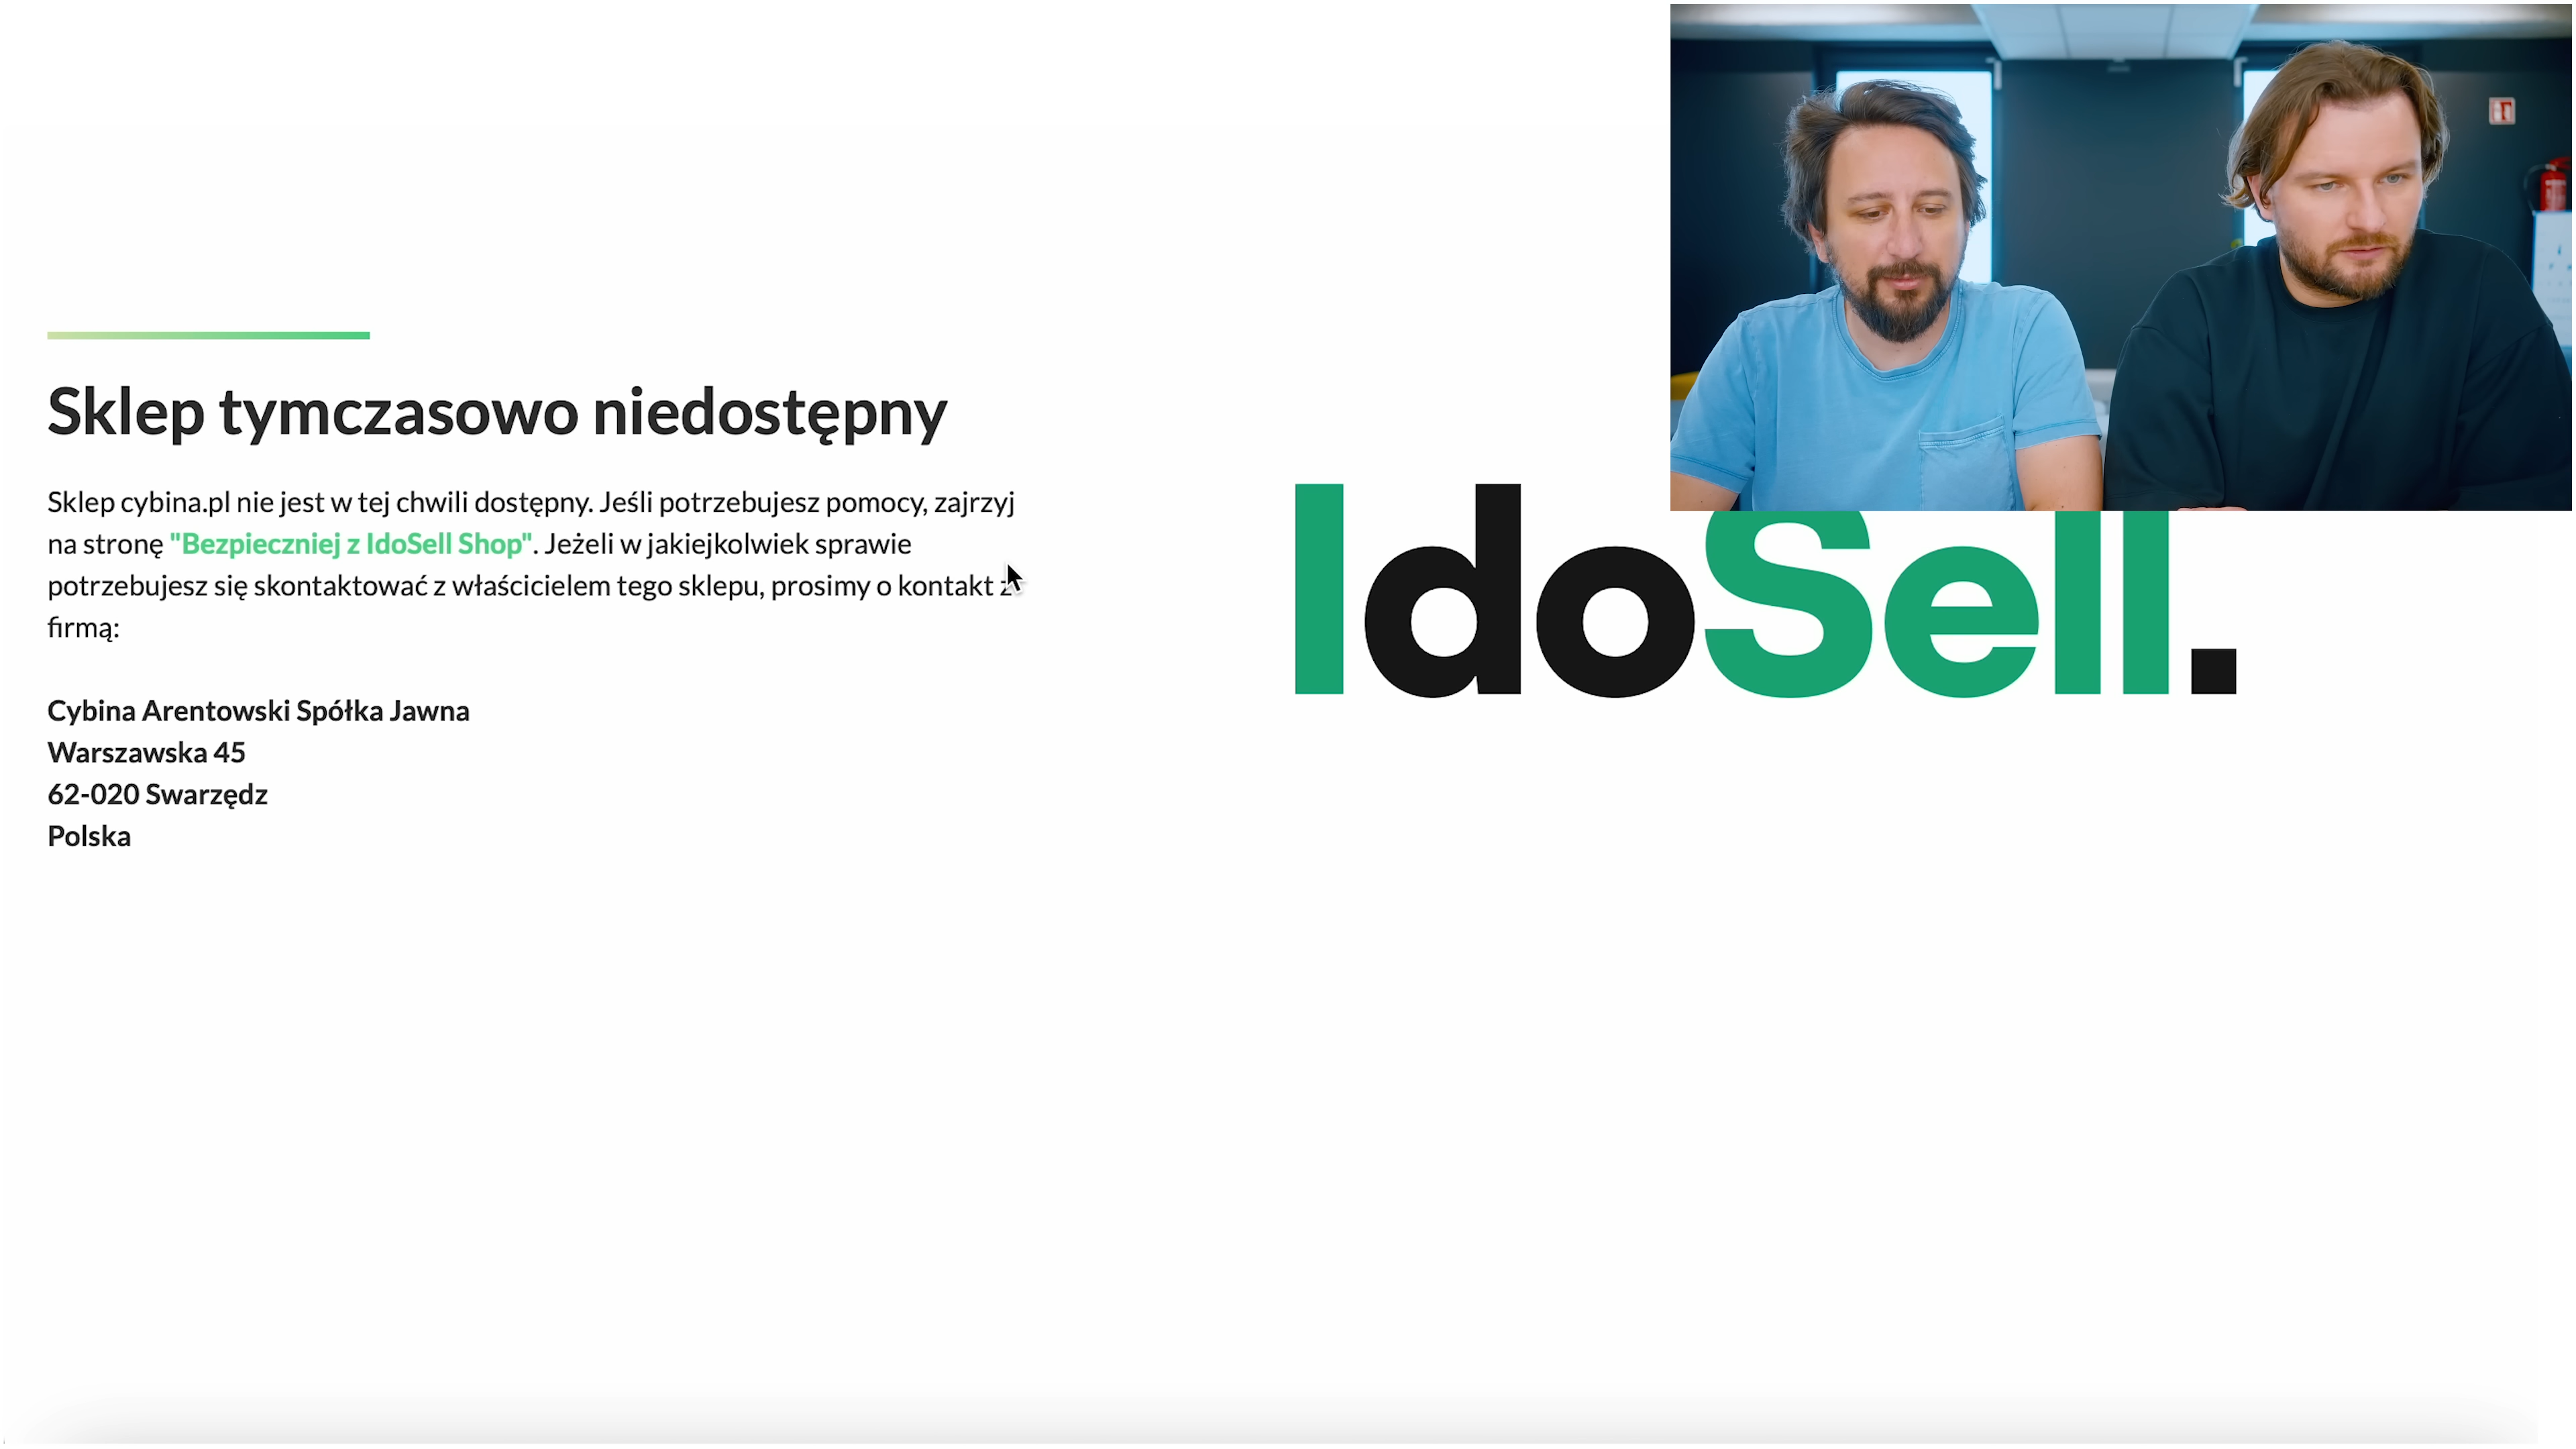 Sklep tymczasowo niedostępny
Sklep cybina.pl nie jest w tej chwili dostępny. Jeśli potrzebujesz pomocy, zajrzyj
na stronę "Bezpieczniej z IdoSell Shop". Jeżeli w jakiejkolwiek sprawie
potrzebujesz się skontaktować z właścicielem tego sklepu, prosimy o kontakt z
firmą:
Cybina Arentowski Spółka Jawna
Warszawska 45
62-020 Swarzędz
Polska
IdoSell.